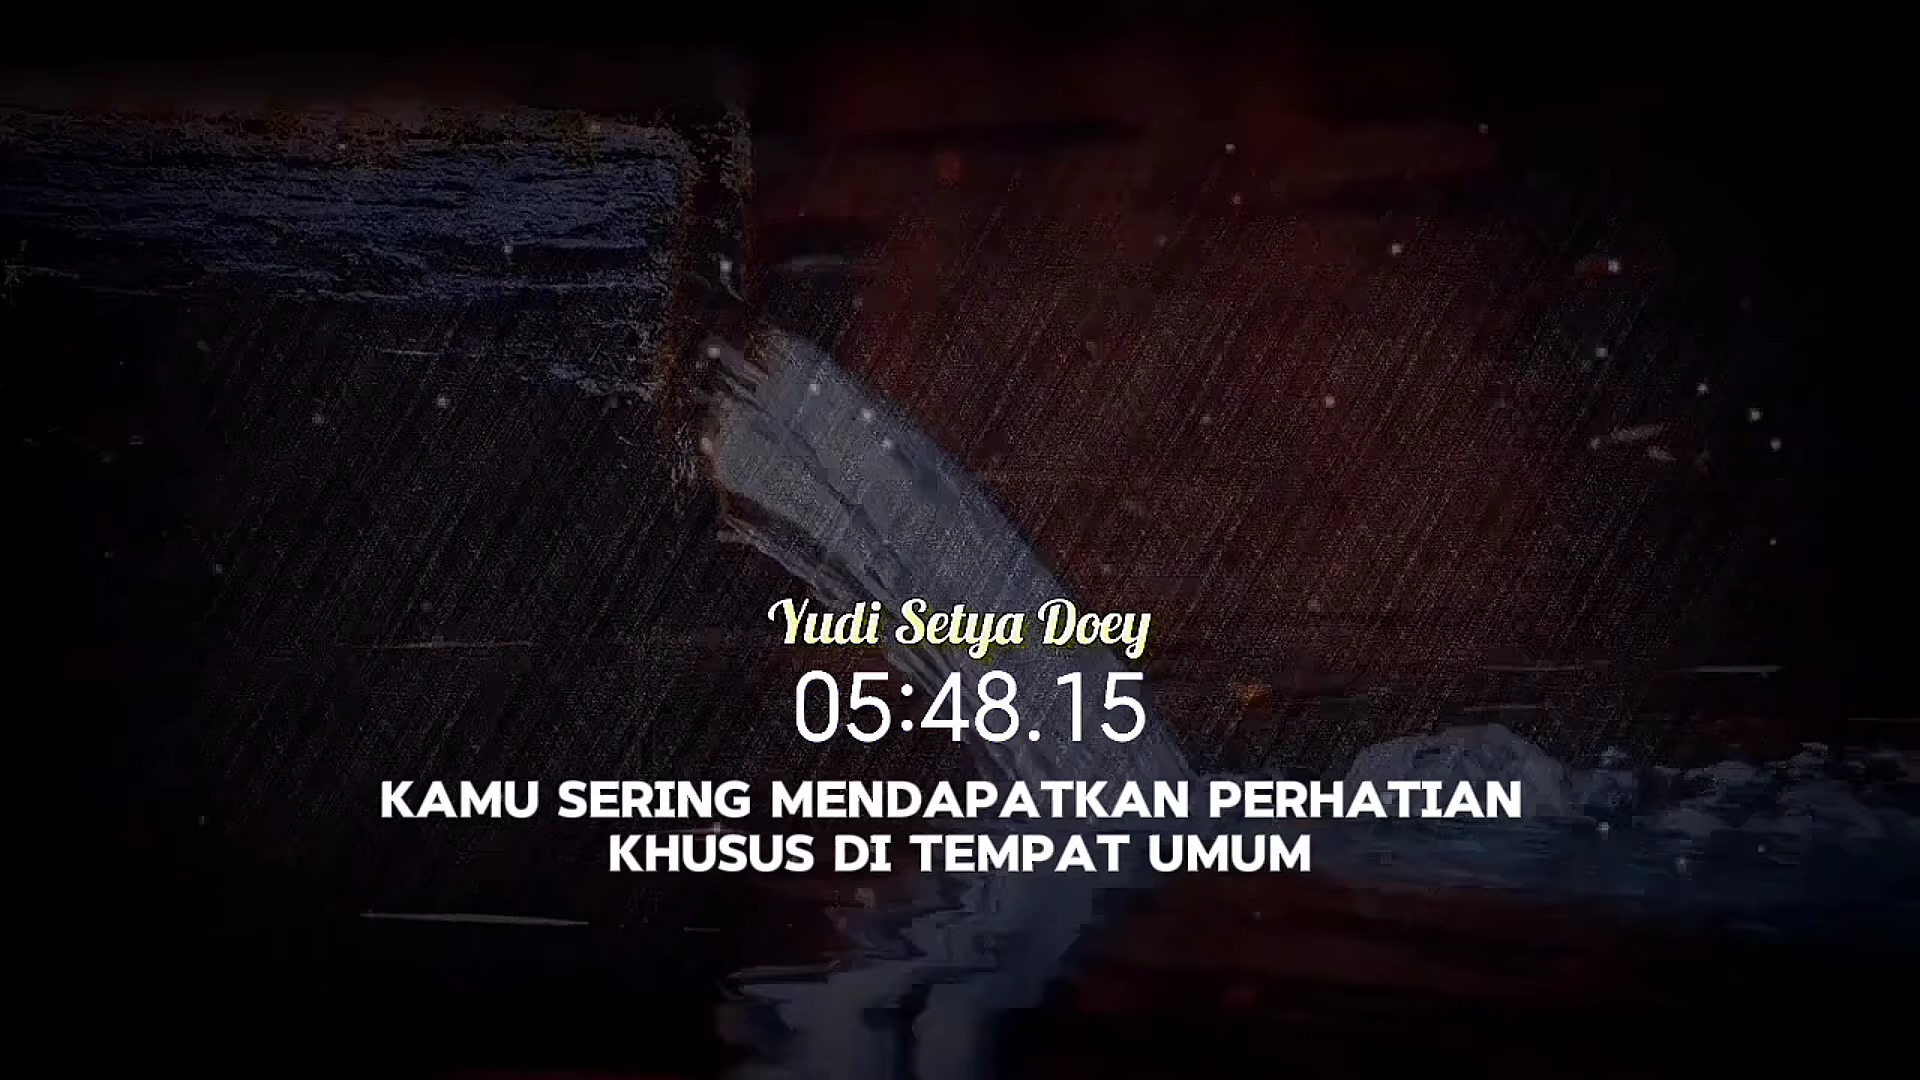 Yudi Setya Doey
05:48.15
KAMU SERING MENDAPATKAN PERHATIAN
KHUSUS DI TEMPAT UMUM